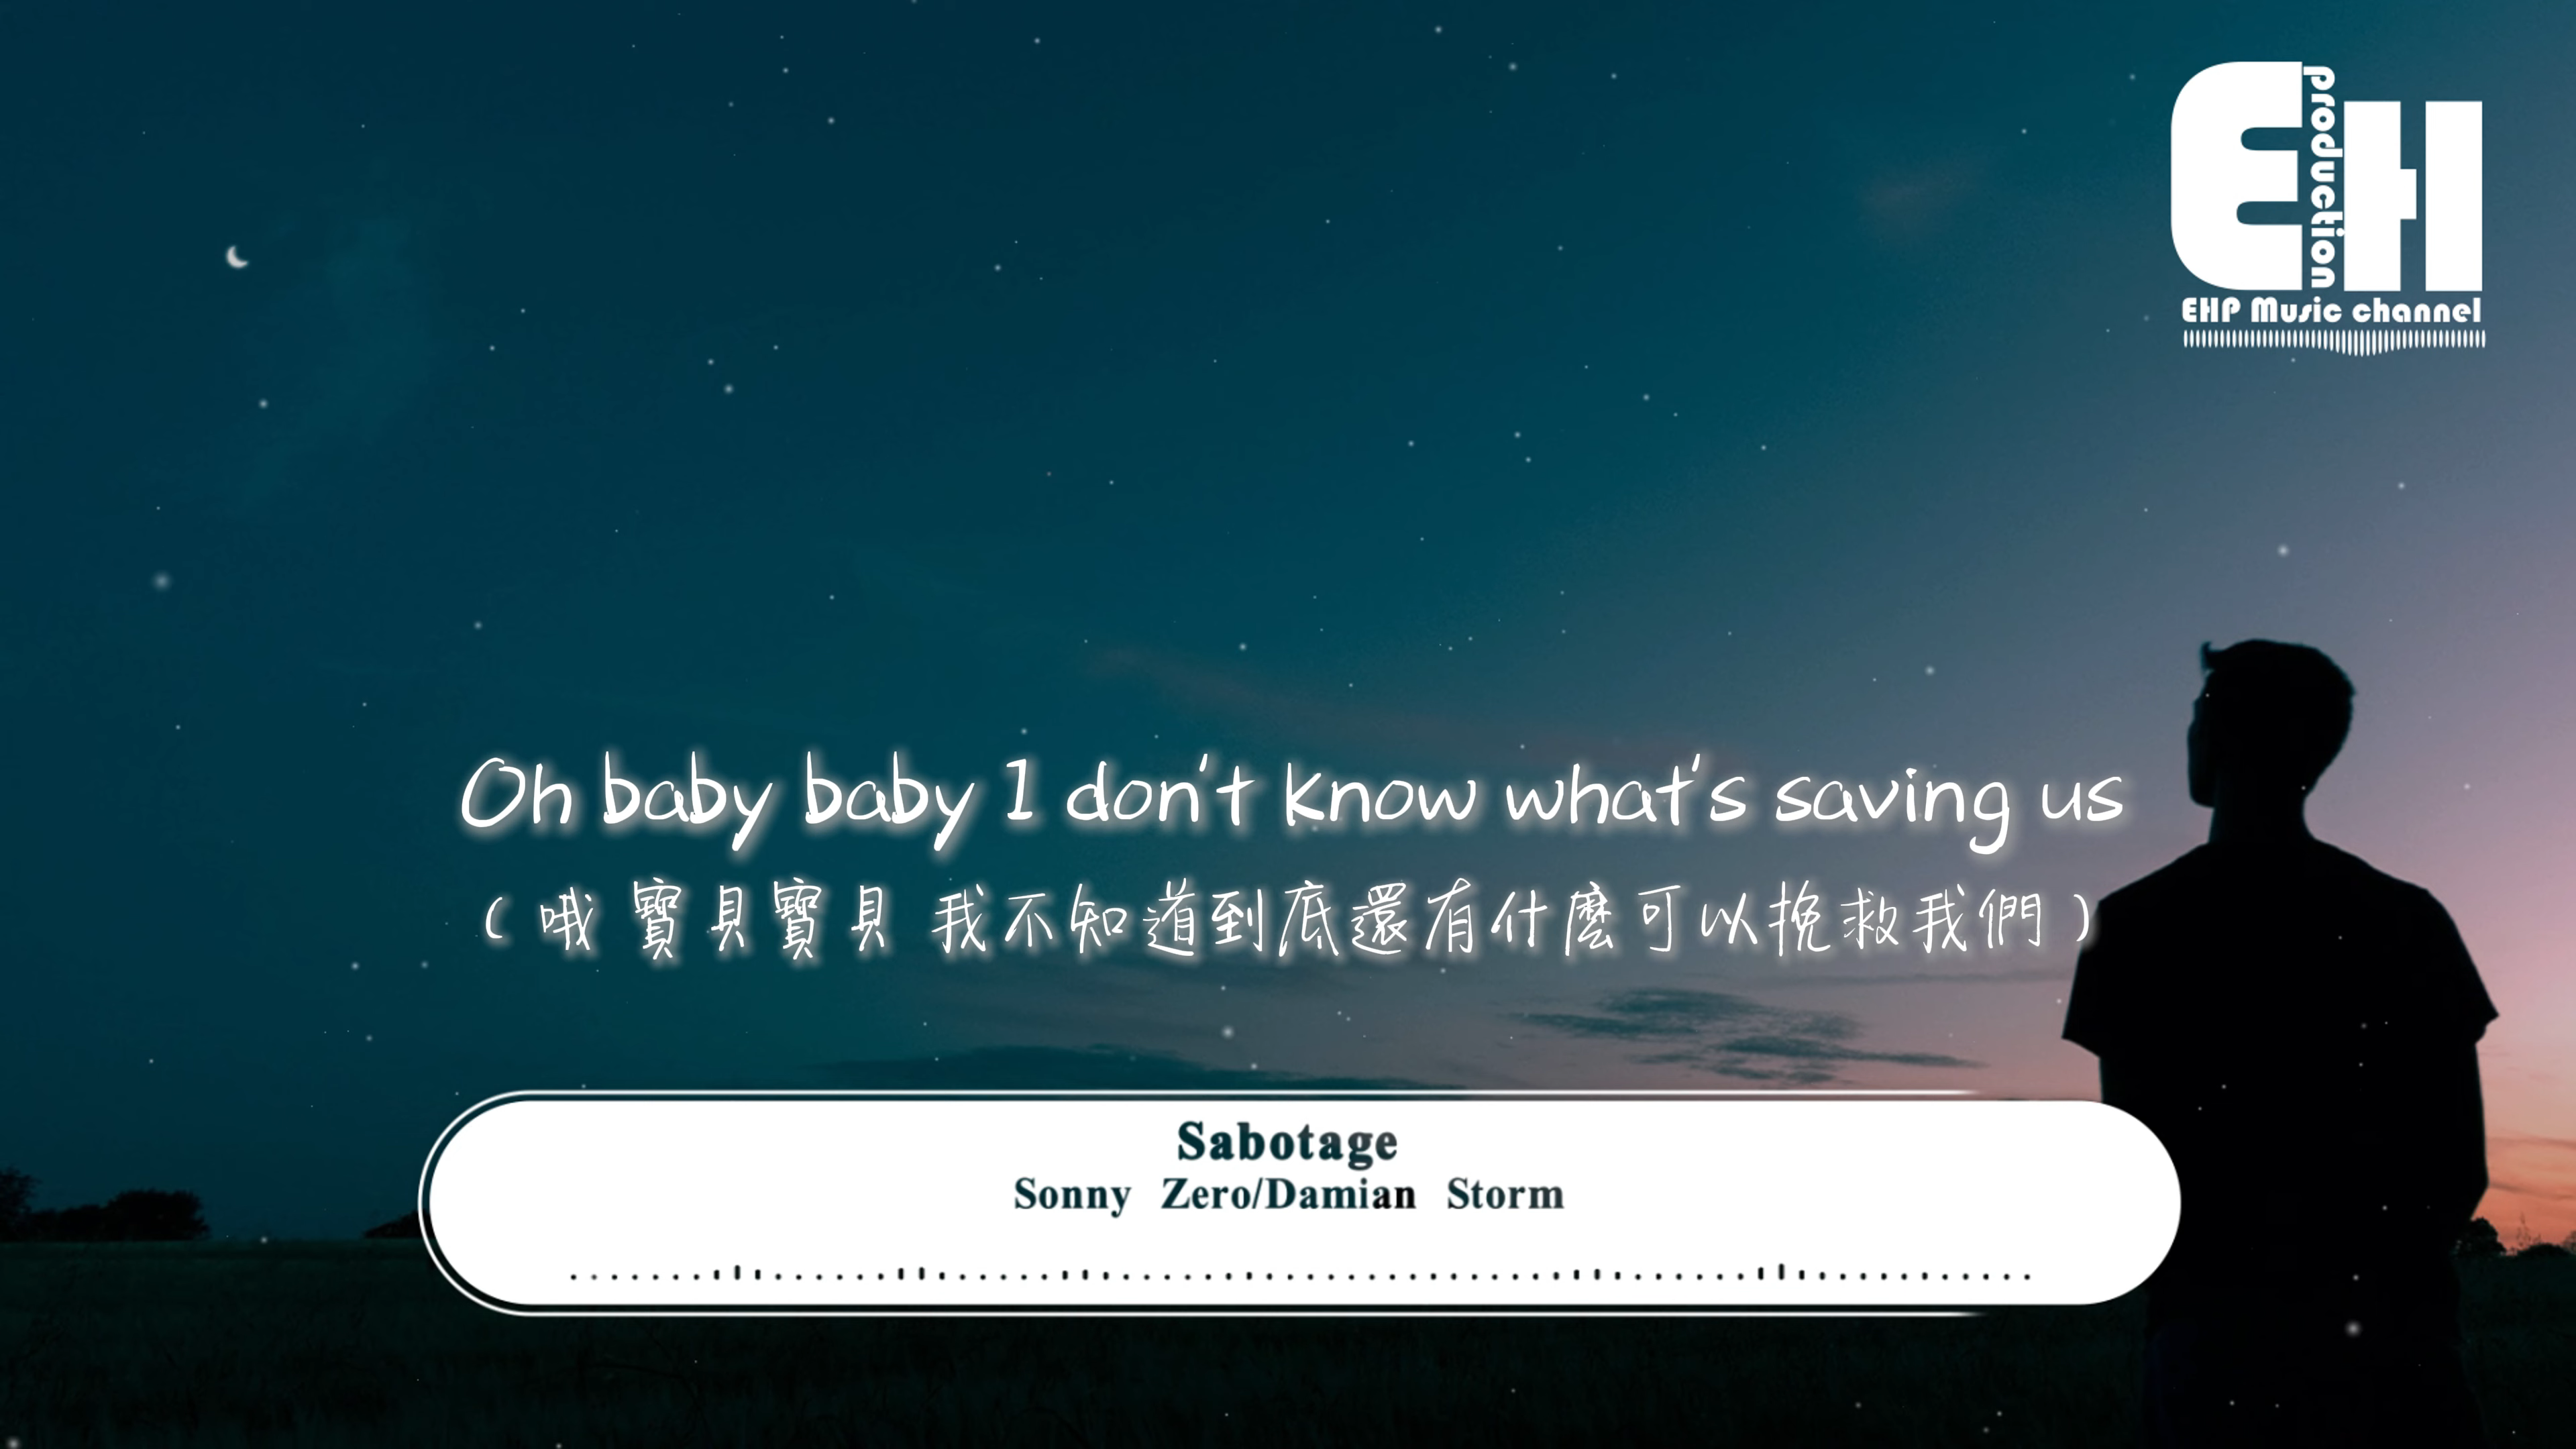 EH
production
EHP Music channel
Oh baby baby I don't know what's saving us
（哦 寶貝寶貝 我不知道到底還有什麼可以挽救我們）
Sabotage
Sonny Zero/Damian Storm